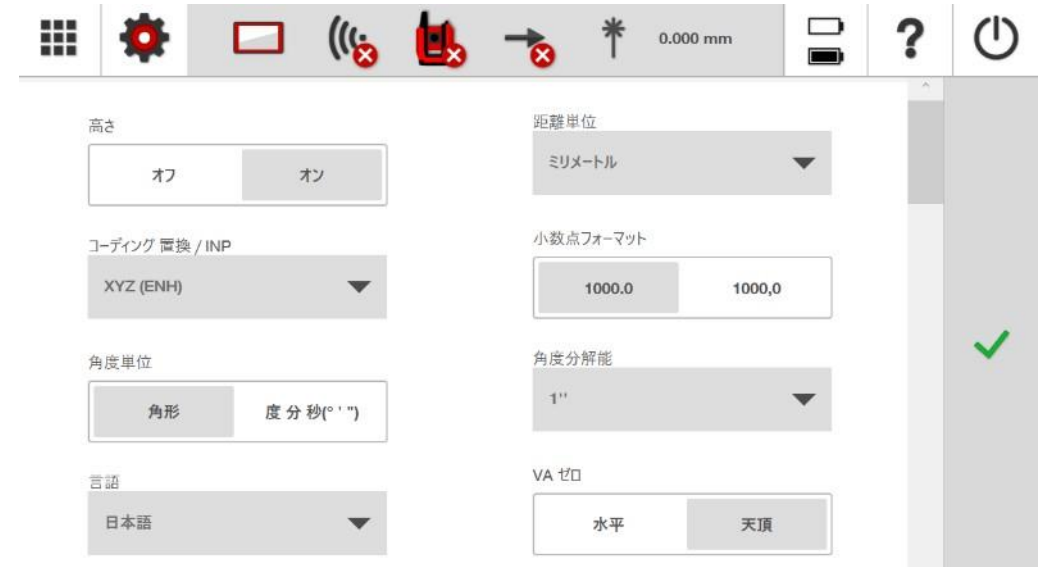 0.000 mm
?
高さ
オフ オン
距離単位
ミリメートル
コーディング 置換 / INP
XYZ (ENH)
小数点フォーマット
1000.0 1000,0
角度単位
角形 度 分 秒(° ' ")
角度分解能
1''
言語
日本語
VA ゼロ
水平 天頂